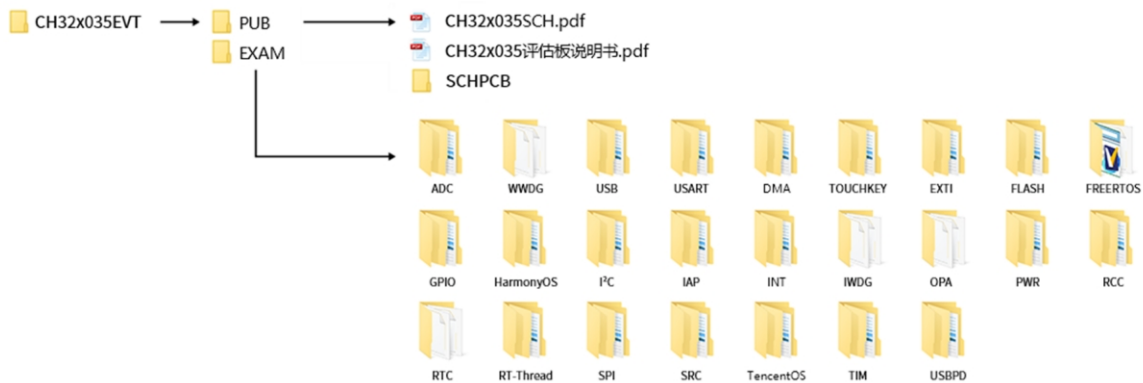 CH32x035EVT
PUB
CH32x035SCH.pdf
EXAM
CH32x035评估板说明书.pdf
SCHPCB
ADC WWDG USB USART DMA TOUCHKEY EXTI FLASH FREERTOS
GPIO HarmonyOS I²C IAP INT IWDG OPA PWR RCC
RTC RT-Thread SPI SRC TencentOS TIM USBPD